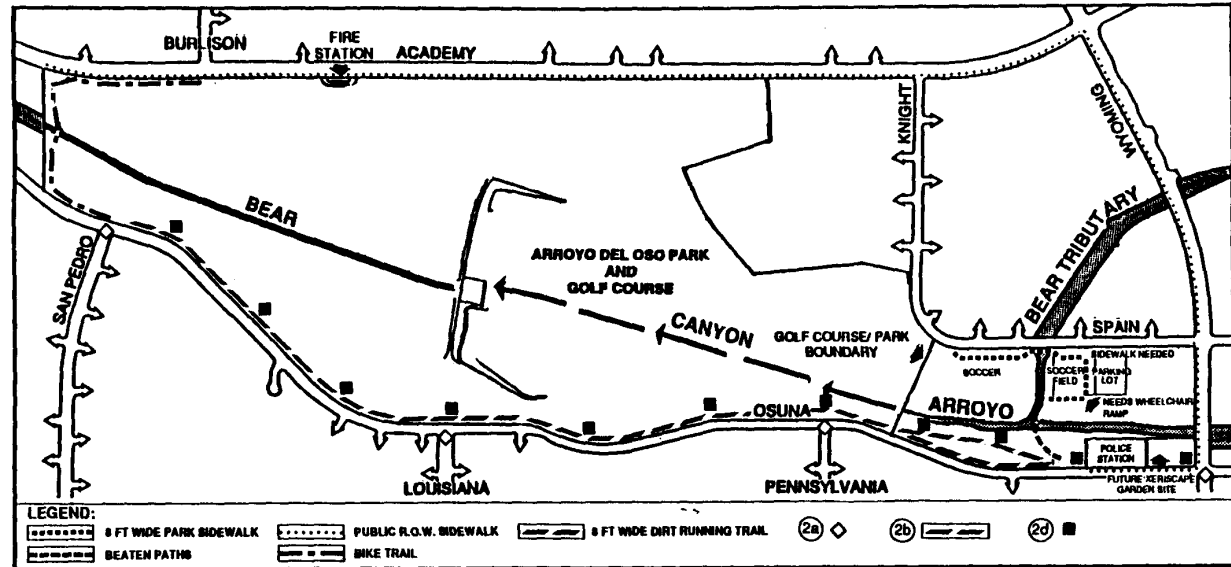 BURLISON
FIRE
STATION
ACADEMY
KNIGHT
WYOMING
BEAR
BEAR TRIBUTARY
ARROYO DEL OSO PARK
AND
GOLF COURSE
SAN PEDRO
CANYON
GOLF COURSE/ PARK
BOUNDARY
SPAIN
SOCCER
SOCCER
FIELD
SIDEWALK NEEDED
PARKING
LOT
NEEDS WHEELCHAIR
RAMP
OSUNA
ARROYO
POLICE
STATION
FUTURE XERISCAPE
GARDEN SITE
LOUISIANA
PENNSYLVANIA
LEGEND:
8 FT WIDE PARK SIDEWALK
PUBLIC R.O.W. SIDEWALK
8 FT WIDE DIRT RUNNING TRAIL
2a
2b
2d
BEATEN PATHS
BIKE TRAIL